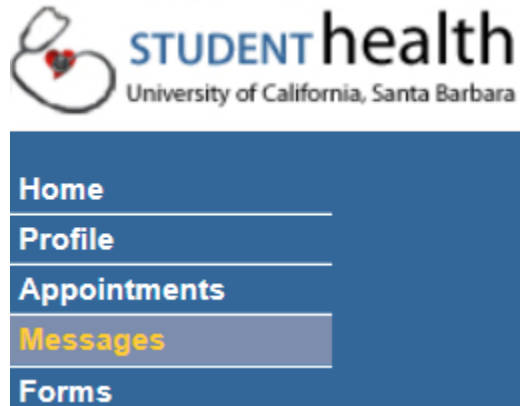 STUDENT health
University of California, Santa Barbara
Home
Profile
Appointments
Messages
Forms